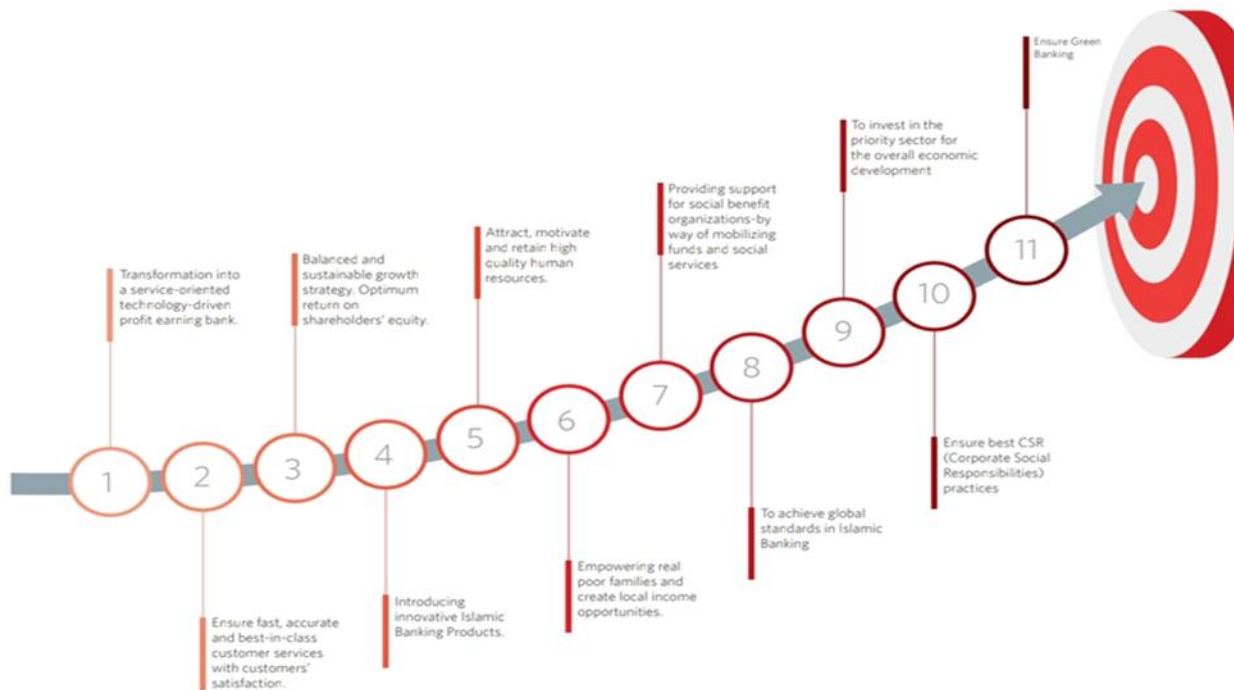 1
Transformation into
a service-oriented
technology-driven
profit earning bank.
2
Ensure fast, accurate
and best-in-class
customer services
with customers'
satisfaction.
3
Balanced and
sustainable growth
strategy. Optimum
return on
shareholders' equity.
4
Introducing
innovative Islamic
Banking Products.
5
Attract, motivate
and retain high
quality human
resources.
6
Empowering real
poor families and
create local income
opportunities.
7
Providing support
for social benefit
organizations-by
way of mobilizing
funds and social
services
8
To achieve global
standards in Islamic
Banking
9
To invest in the
priority sector for
the overall economic
development
10
Ensure best CSR
(Corporate Social
Responsibilities)
practices
11
Ensure Green
Banking